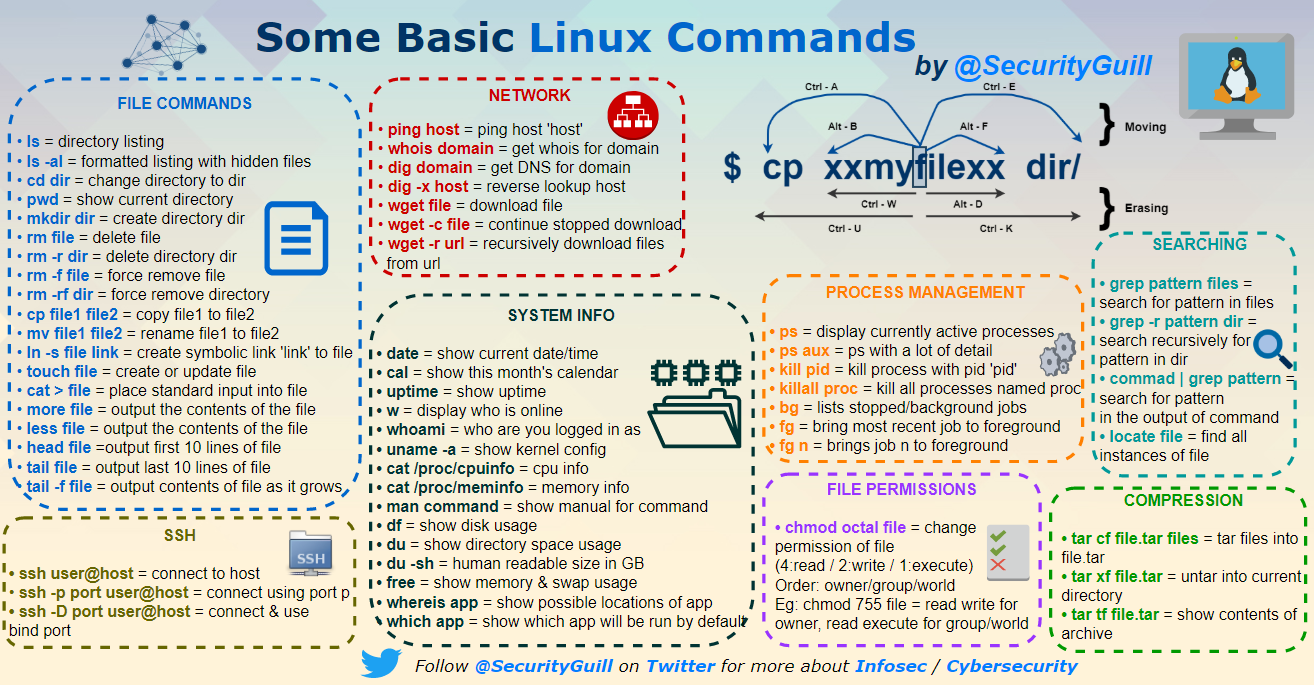 Some Basic Linux Commands
by @SecurityGuill
FILE COMMANDS
• ls = directory listing
• ls -al = formatted listing with hidden files
• cd dir = change directory to dir
• pwd = show current directory
• mkdir dir = create directory dir
• rm file = delete file
• rm -r dir = delete directory dir
• rm -f file = force remove file
• rm -rf dir = force remove directory
• cp file1 file2 = copy file1 to file2
• mv file1 file2 = rename file1 to file2
• ln -s file link = create symbolic link 'link' to file
• touch file = create or update file
• cat > file = place standard input into file
• more file = output the contents of the file
• less file = output the contents of the file
• head file =output first 10 lines of file
• tail file = output last 10 lines of file
• tail -f file = output contents of file as it grows
SSH
SSH
• ssh user@host = connect to host
• ssh -p port user@host = connect using port p
• ssh -D port user@host = connect & use
bind port
NETWORK
• ping host = ping host 'host'
• whois domain = get whois for domain
• dig domain = get DNS for domain
• dig -x host = reverse lookup host
• wget file = download file
• wget -c file = continue stopped download
• wget -r url = recursively download files
from url
SYSTEM INFO
• date = show current date/time
• cal = show this month's calendar
• uptime = show uptime
• w = display who is online
• whoami = who are you logged in as
• uname -a = show kernel config
• cat /proc/cpuinfo = cpu info
• cat /proc/meminfo = memory info
• man command = show manual for command
• df = show disk usage
• du = show directory space usage
• du -sh = human readable size in GB
• free = show memory & swap usage
• whereis app = show possible locations of app
• which app = show which app will be run by default
Ctrl - A
Ctrl - E
Alt - B
Alt - F
Moving
$ cp xxmyfilexx dir/
Ctrl - W
Alt - D
Erasing
Ctrl - U
Ctrl - K
PROCESS MANAGEMENT
• ps = display currently active processes
• ps aux = ps with a lot of detail
• kill pid = kill process with pid 'pid'
• killall proc = kill all processes named proc
• bg = lists stopped/background jobs
• fg = bring most recent job to foreground
• fg n = brings job n to foreground
FILE PERMISSIONS
• chmod octal file = change
permission of file
(4:read / 2:write / 1:execute)
Order: owner/group/world
Eg: chmod 755 file = read write for
owner, read execute for group/world
SEARCHING
• grep pattern files =
search for pattern in files
• grep -r pattern dir =
search recursively for
pattern in dir
• commad | grep pattern =
search for pattern
in the output of command
• locate file = find all
instances of file
COMPRESSION
• tar cf file.tar files = tar files into
file.tar
• tar xf file.tar = untar into current
directory
• tar tf file.tar = show contents of
archive
Follow @SecurityGuill on Twitter for more about Infosec / Cybersecurity